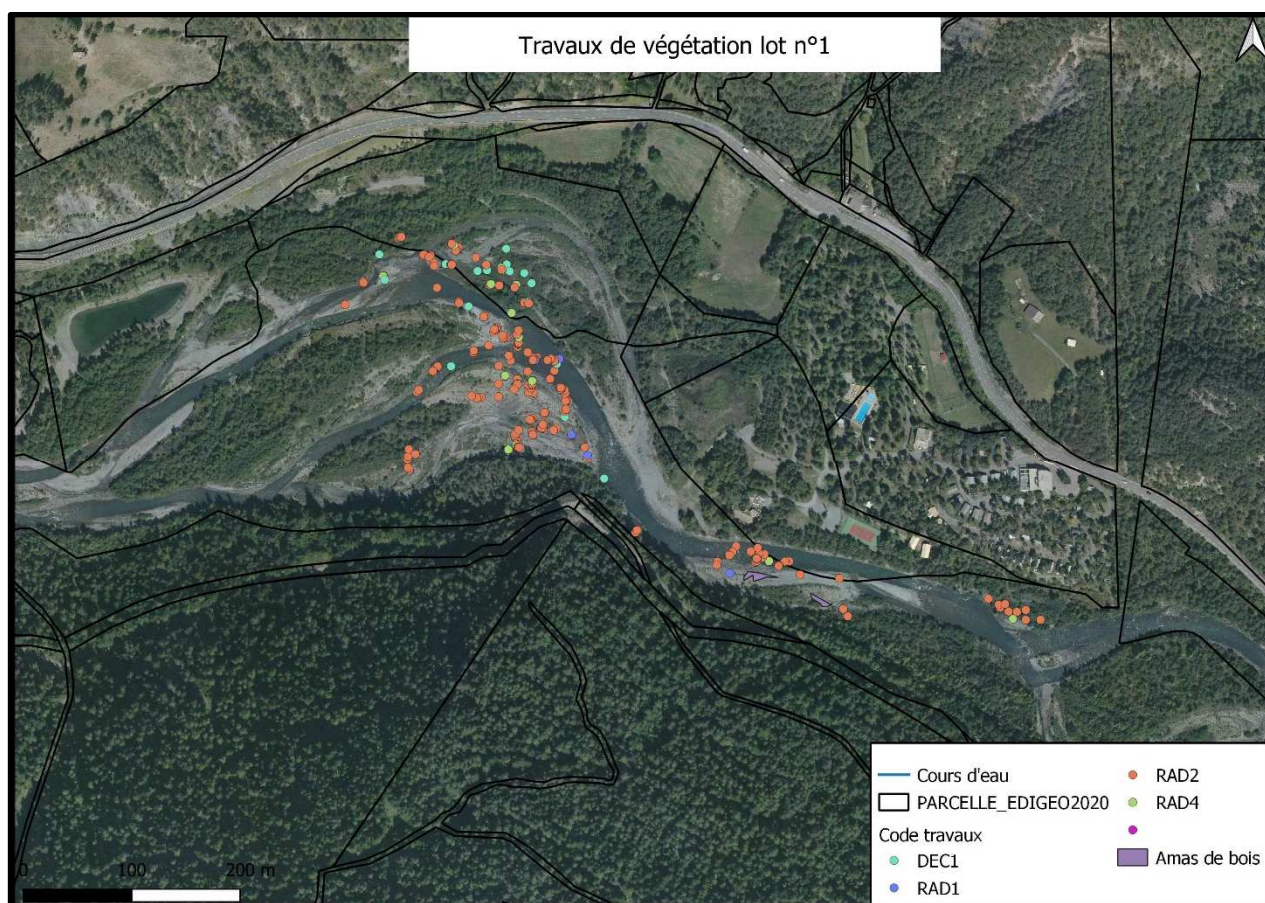 Travaux de végétation lot n°1
Cours d'eau
PARCELLE_EDIGEO2020
Code travaux
DEC1
RAD1
RAD2
RAD4
Amas de bois
0 100 200 m